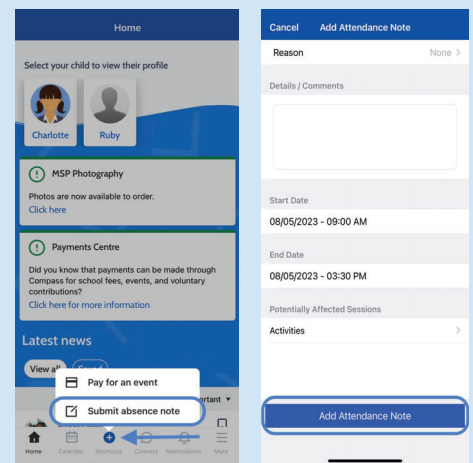 Home
Select your child to view their profile
Charlotte
Ruby
MSP Photography
Photos are now available to order.
Click here
Payments Centre
Did you know that payments can be made through
Compass for school fees, events, and voluntary
contributions?
Click here for more information
Latest news
View all
Pay for an event
Submit absence note
Home
Calendar
Shortcuts
Connect
Notifications
More
Cancel
Add Attendance Note
Reason
None
Details / Comments
Start Date
08/05/2023 - 09:00 AM
End Date
08/05/2023 - 03:30 PM
Potentially Affected Sessions
Activities
Add Attendance Note